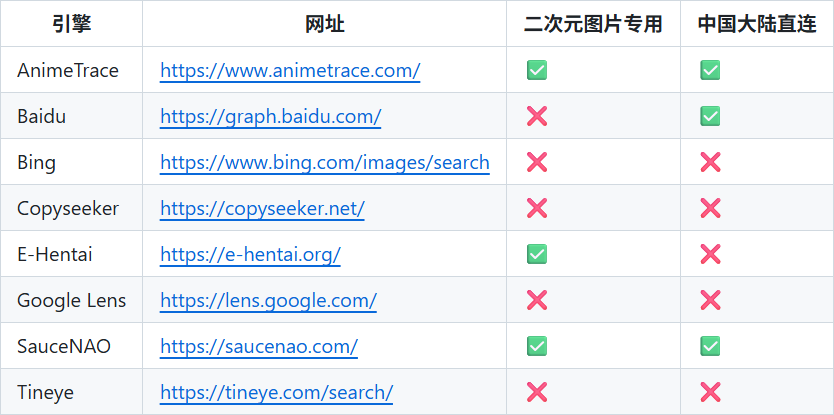 引擎 网址 二次元图片专用 中国大陆直连
AnimeTrace https://www.animetrace.com/ ✅ ✅
Baidu https://graph.baidu.com/ ❌ ✅
Bing https://www.bing.com/images/search ❌ ❌
Copyseeker https://copyseeker.net/ ❌ ❌
E-Hentai https://e-hentai.org/ ✅ ❌
Google Lens https://lens.google.com/ ❌ ❌
SauceNAO https://saucenao.com/ ✅ ✅
Tineye https://tineye.com/search/ ❌ ❌